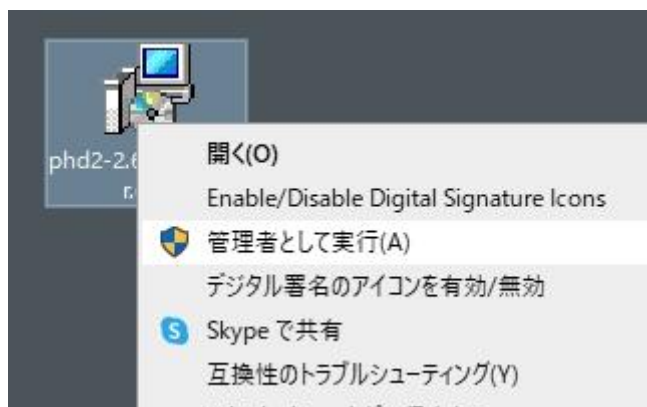 phd2-2.6
r.
開く(O)
Enable/Disable Digital Signature Icons
管理者として実行(A)
デジタル署名のアイコンを有効/無効
Skype で共有
互換性のトラブルシューティング(Y)